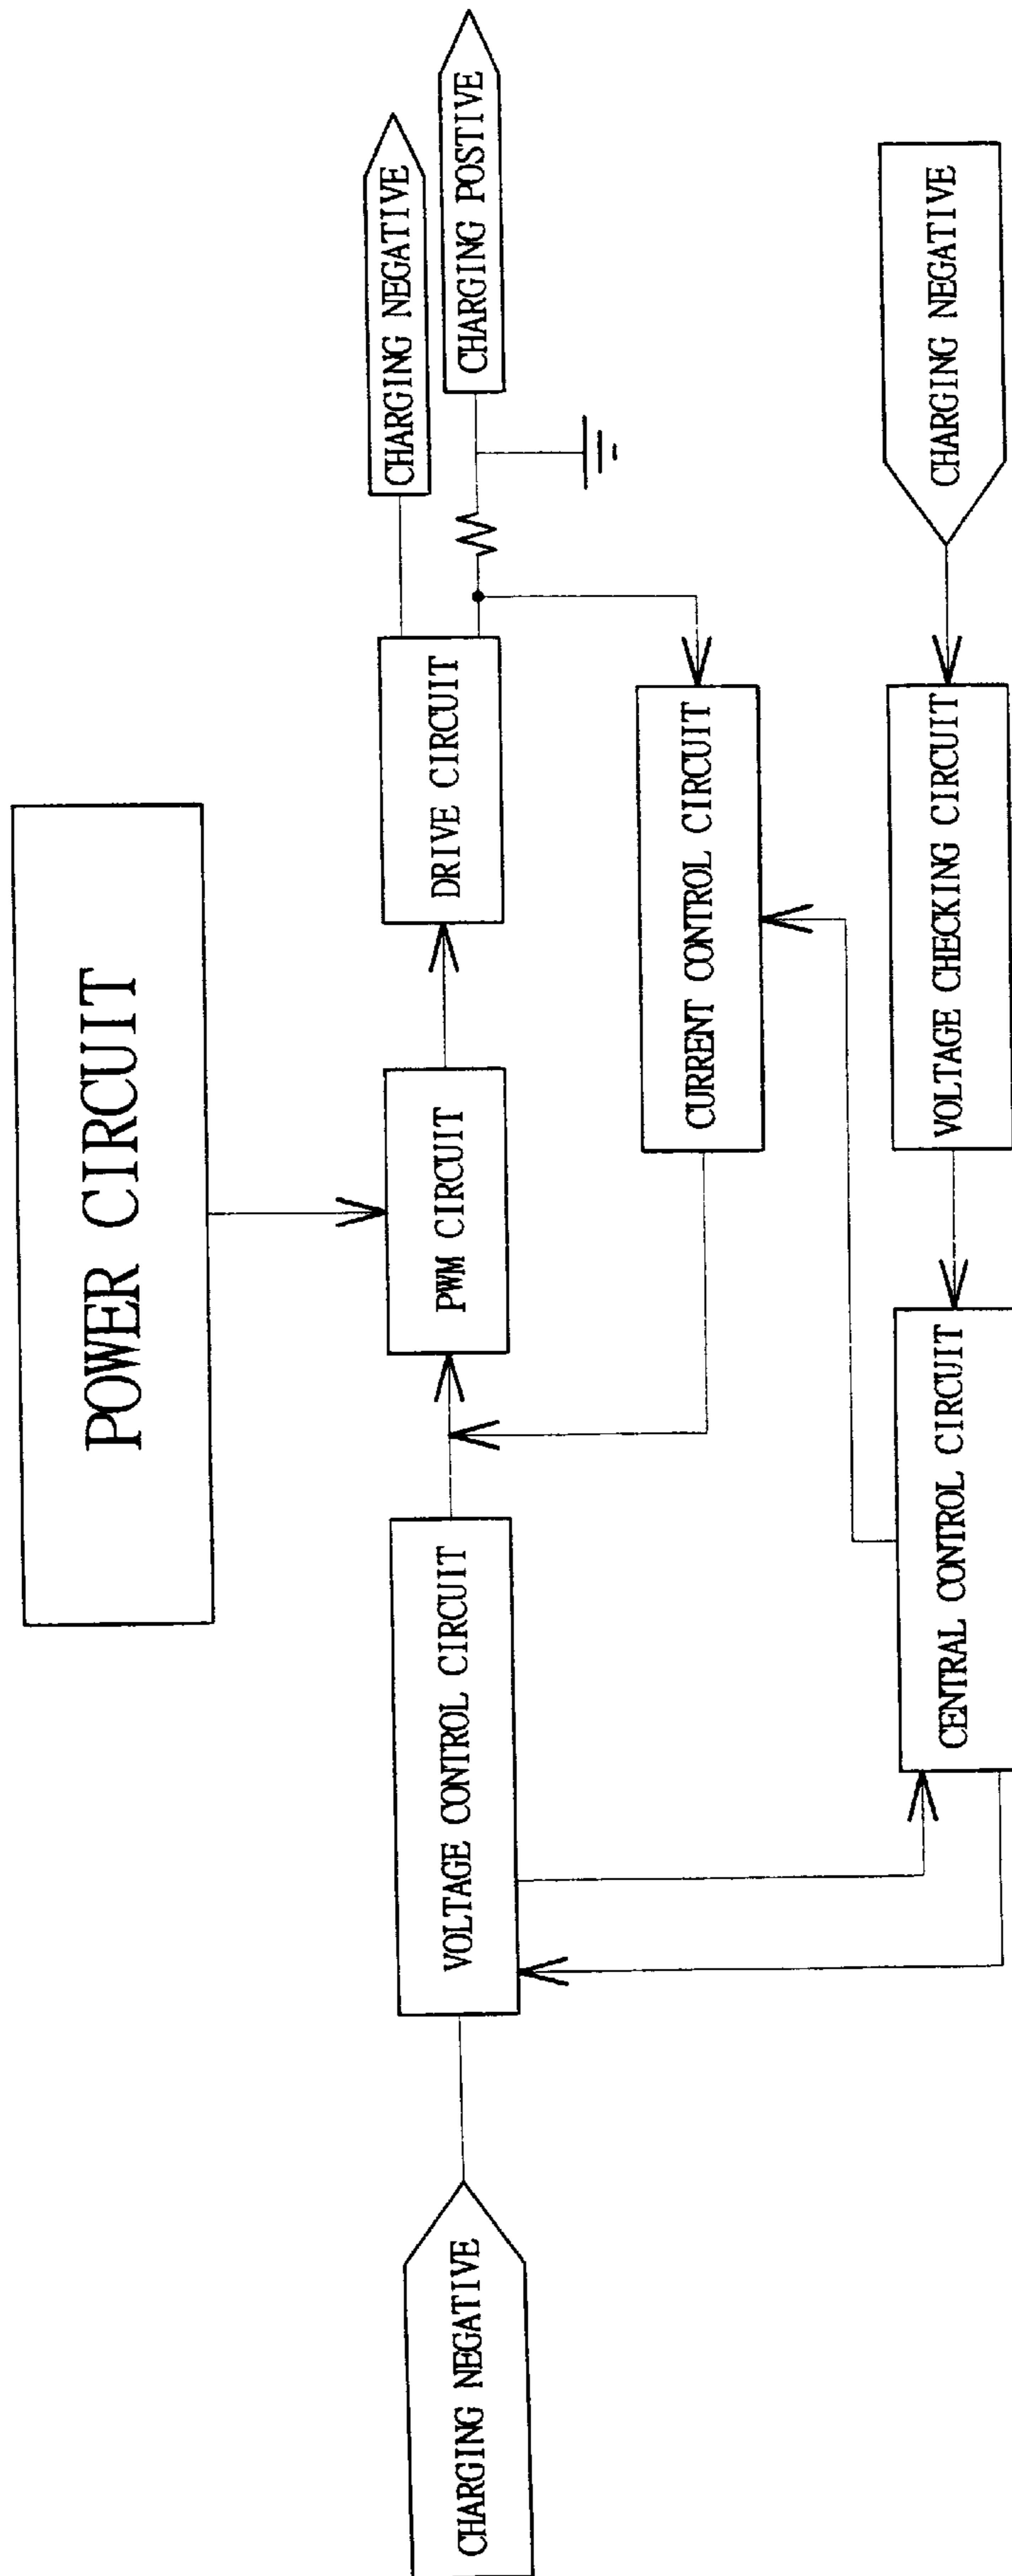 POWER CIRCUIT
CHARGING NEGATIVE
VOLTAGE CONTROL CIRCUIT
PWM CIRCUIT
DRIVE CIRCUIT
CHARGING NEGATIVE
CHARGING POSTIVE
CURRENT CONTROL CIRCUIT
CENTRAL CONTROL CIRCUIT
VOLTAGE CHECKING CIRCUIT
CHARGING NEGATIVE